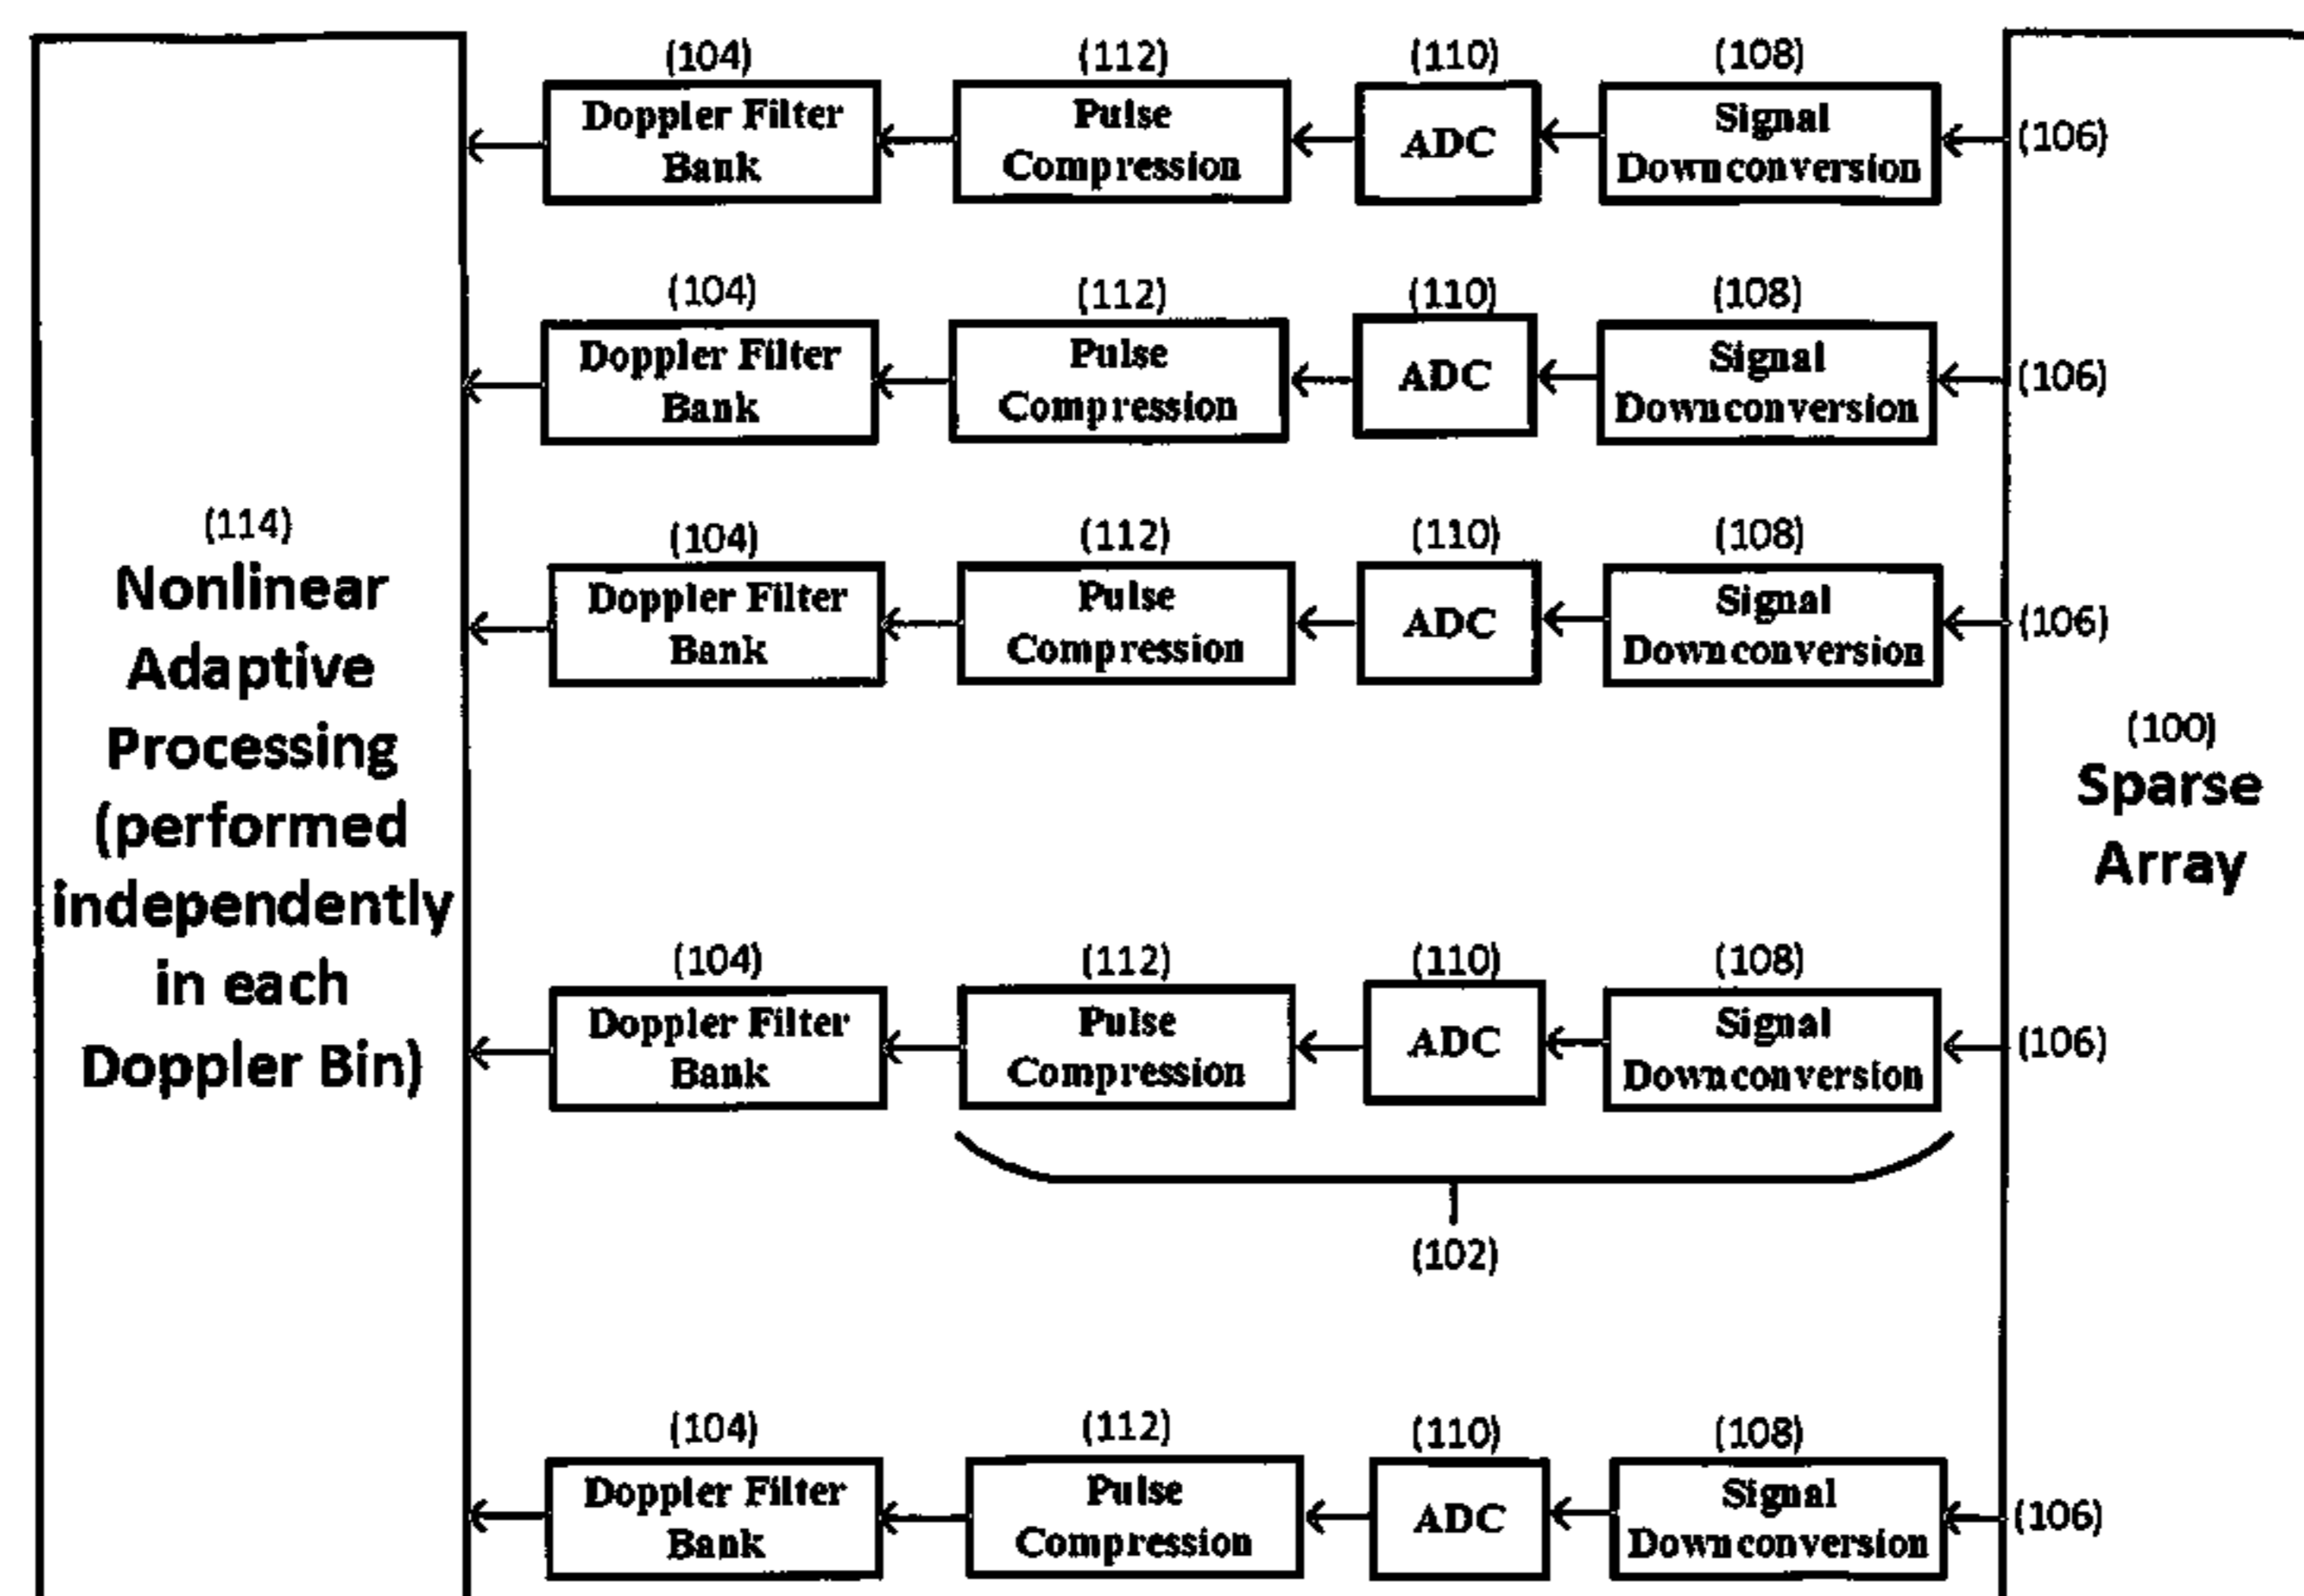 (104) (112) (110) (108)
Doppler Filter Pulse ADC Signal
Bank Compression Downconversion
(106)
(104) (112) (110) (108)
Doppler Filter Pulse ADC Signal
Bank Compression Downconversion
(106)
(104) (112) (110) (108)
Doppler Filter Pulse ADC Signal
Bank Compression Downconversion
(106)
(114)
Nonlinear
Adaptive
Processing
(performed
independently
in each
Doppler Bin)
(100)
Sparse
Array
(104) (112) (110) (108)
Doppler Filter Pulse ADC Signal
Bank Compression Downconversion
(106)
(102)
(104) (112) (110) (108)
Doppler Filter Pulse ADC Signal
Bank Compression Downconversion
(106)